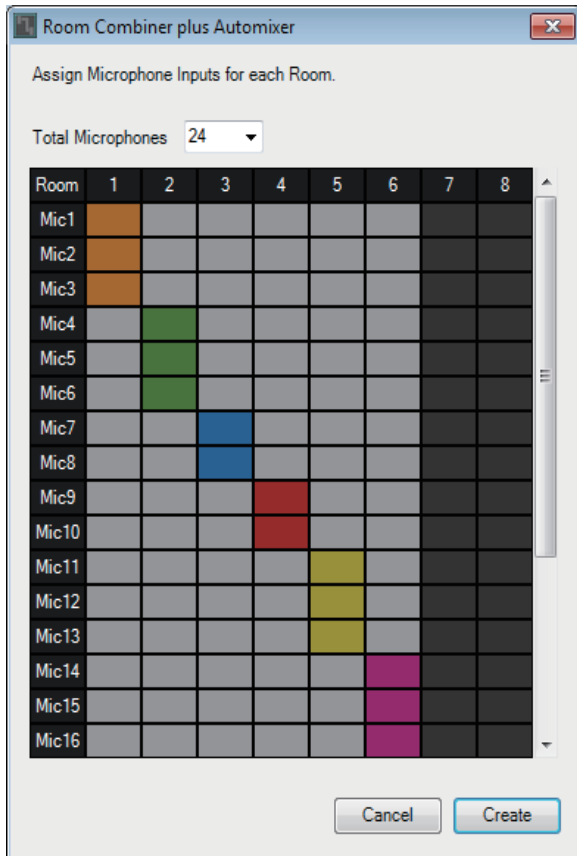 Room Combiner plus Automixer
Assign Microphone Inputs for each Room.
Total Microphones 24
Room 1 2 3 4 5 6 7 8
Mic1
Mic2
Mic3
Mic4
Mic5
Mic6
Mic7
Mic8
Mic9
Mic10
Mic11
Mic12
Mic13
Mic14
Mic15
Mic16
Cancel Create